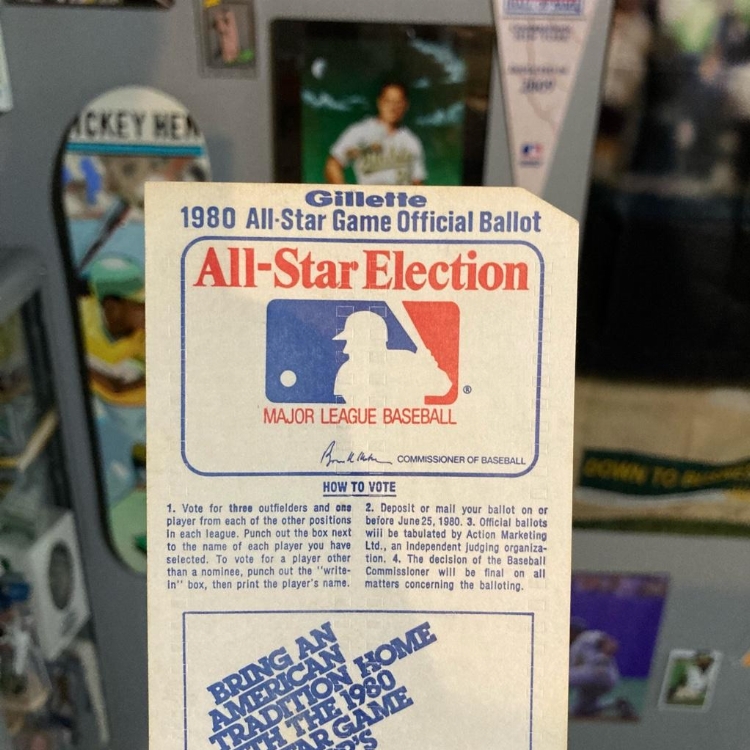 Gillette
1980 All-Star Game Official Ballot
All-Star Election
®
MAJOR LEAGUE BASEBALL
COMMISSIONER OF BASEBALL
HOW TO VOTE
1. Vote for three outfielders and one
player from each of the other positions
in each league. Punch out the box next
to the name of each player you have
selected. To vote for a player other
than a nominee, punch out the "write-
in" box, then print the player's name.
2. Deposit or mail your ballot on or
before June 25, 1980. 3. Official ballots
will be tabulated by Action Marketing
Ltd., an independent judging organiza-
tion. 4. The decision of the Baseball
Commissioner will be final on all
matters concerning the balloting.
BRING AN
AMERICAN
TRADITION HOME
WITH THE 1980
STAR GAME
ICKEY HEN
DOWN TO